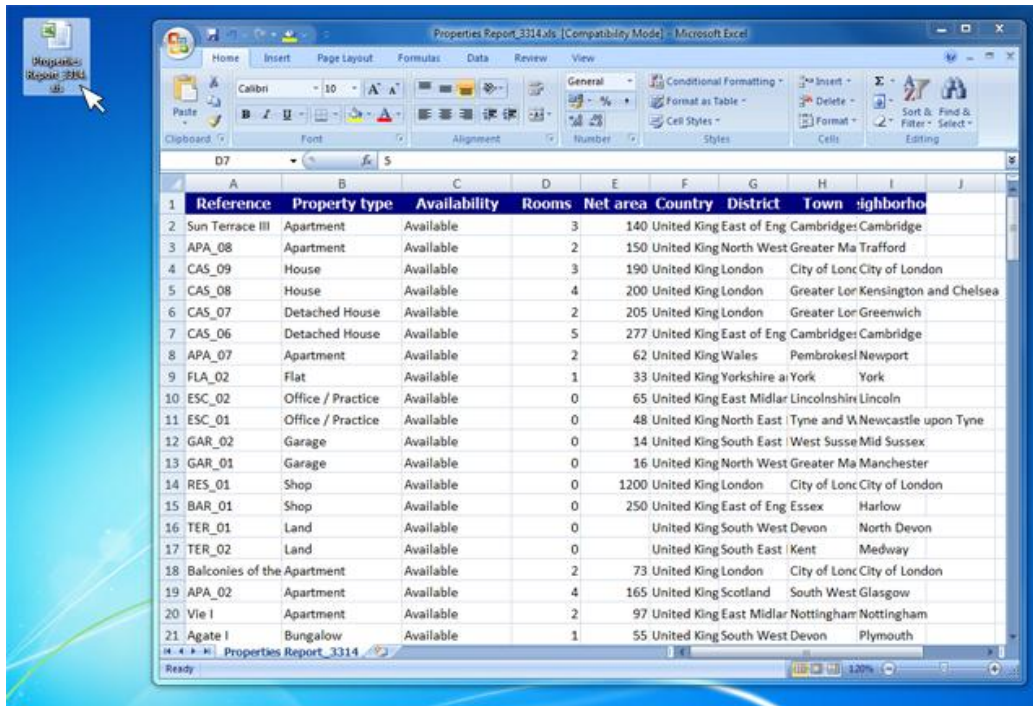 Properties
Report_3314
.xls
Properties Report_3314.xls [Compatibility Mode] - Microsoft Excel
Home Insert Page Layout Formulas Data Review View
Paste
Calibri 10 A A
B I U A
General
% ,
Conditional Formatting
Format as Table
Cell Styles
Insert
Delete
Format
Σ
Sort & Filter
Find & Select
Clipboard Font Alignment Number Styles Cells Editing
D7 fx 5
A B C D E F G H I J
1 Reference Property type Availability Rooms Net area Country District Town eighborho
2 Sun Terrace III Apartment Available 3 140 United King East of Eng Cambridges Cambridge
3 APA_08 Apartment Available 2 150 United King North West Greater Ma Trafford
4 CAS_09 House Available 3 190 United King London City of Lonc City of London
5 CAS_08 House Available 4 200 United King London Greater Lor Kensington and Chelsea
6 CAS_07 Detached House Available 2 205 United King London Greater Lor Greenwich
7 CAS_06 Detached House Available 5 277 United King East of Eng Cambridges Cambridge
8 APA_07 Apartment Available 2 62 United King Wales Pembrokesl Newport
9 FLA_02 Flat Available 1 33 United King Yorkshire a York York
10 ESC_02 Office / Practice Available 0 65 United King East Midlar Lincolnshire Lincoln
11 ESC_01 Office / Practice Available 0 48 United King North East Tyne and W Newcastle upon Tyne
12 GAR_02 Garage Available 0 14 United King South East West Susse Mid Sussex
13 GAR_01 Garage Available 0 16 United King North West Greater Ma Manchester
14 RES_01 Shop Available 0 1200 United King London City of Lonc City of London
15 BAR_01 Shop Available 0 250 United King East of Eng Essex Harlow
16 TER_01 Land Available 0 United King South West Devon North Devon
17 TER_02 Land Available 0 United King South East Kent Medway
18 Balconies of the Apartment Available 2 73 United King London City of Lonc City of London
19 APA_02 Apartment Available 4 165 United King Scotland South West Glasgow
20 Vie I Apartment Available 2 97 United King East Midlar Nottingham Nottingham
21 Agate I Bungalow Available 1 55 United King South West Devon Plymouth
Properties Report_3314
Ready 120%